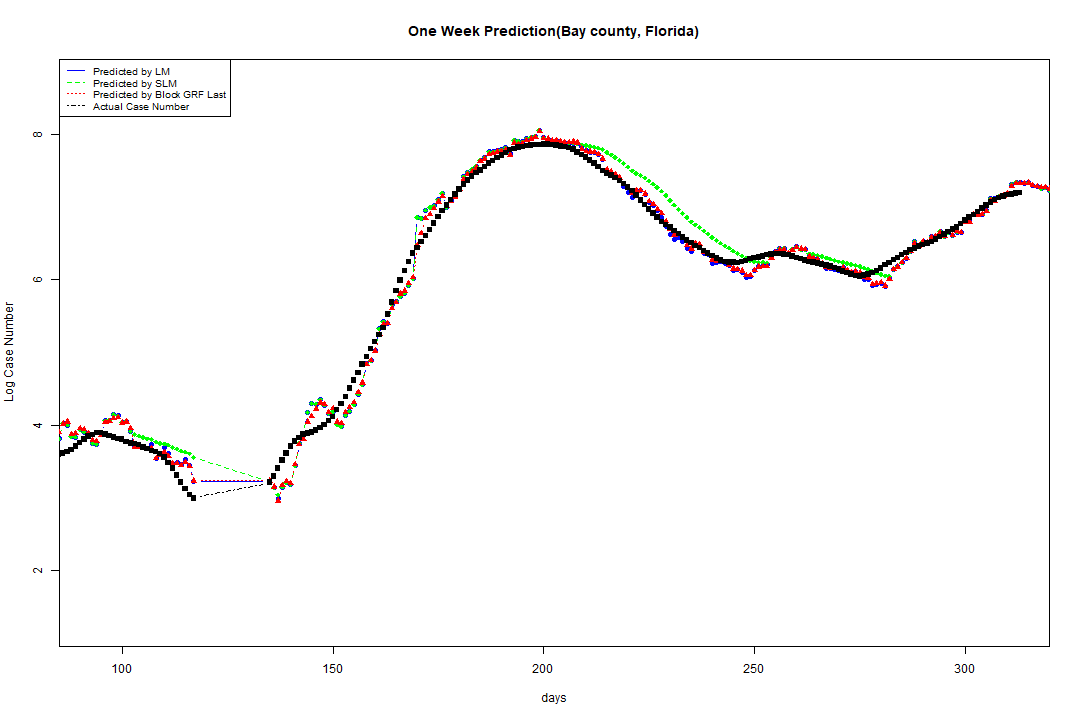 One Week Prediction(Bay county, Florida)
Predicted by LM
Predicted by SLM
Predicted by Block GRF Last
Actual Case Number
8
6
4
2
Log Case Number
100 150 200 250 300
days